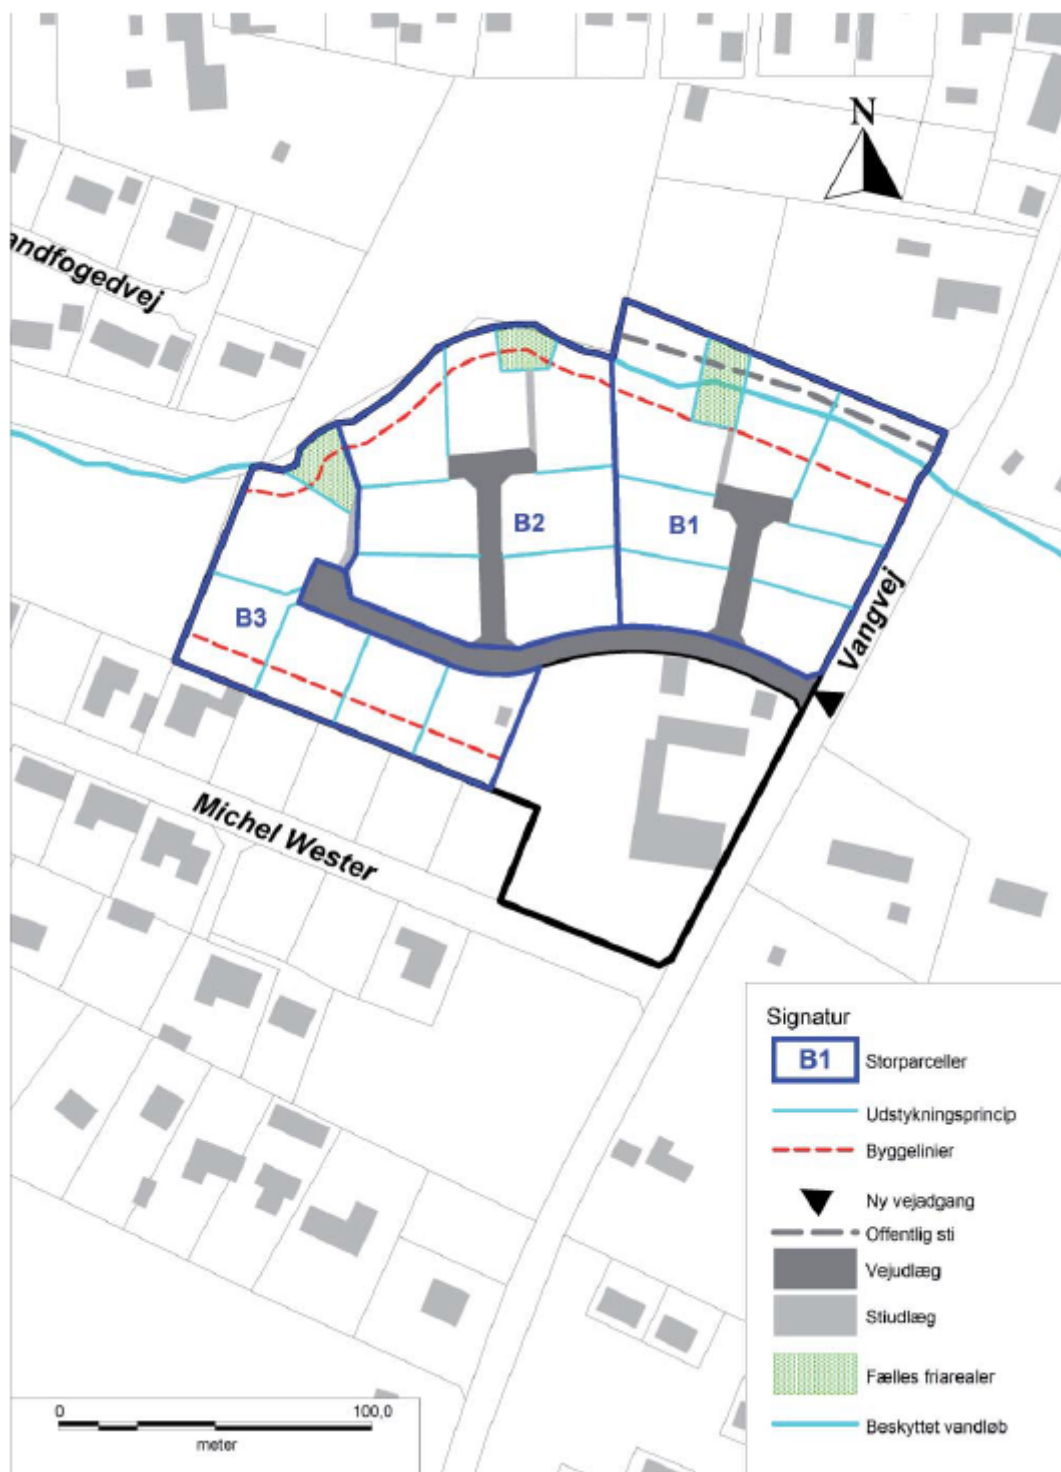 N
andfogedvej
B2
B1
B3
Vangvej
Michel Wester
Signatur
B1 Storparceller
Udstykningsprincip
Byggelinier
Ny vejadgang
Offentlig sti
Vejudlæg
Stiudlæg
Fælles friarealer
Beskyttet vandløb
0 100,0
meter